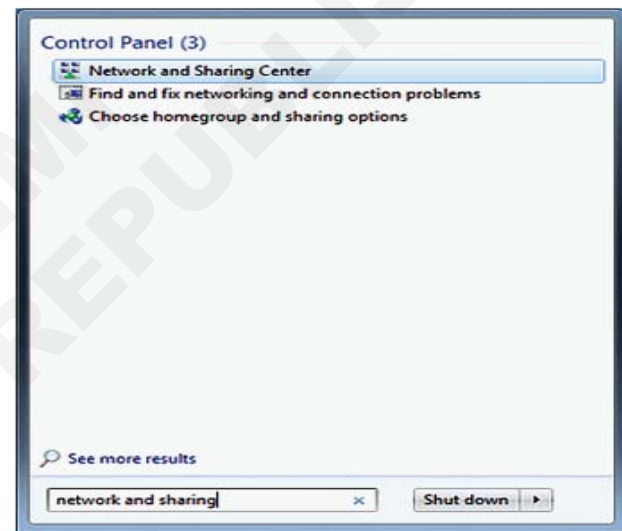 Control Panel (3)
Network and Sharing Center
Find and fix networking and connection problems
Choose homegroup and sharing options
See more results
network and sharing
Shut down